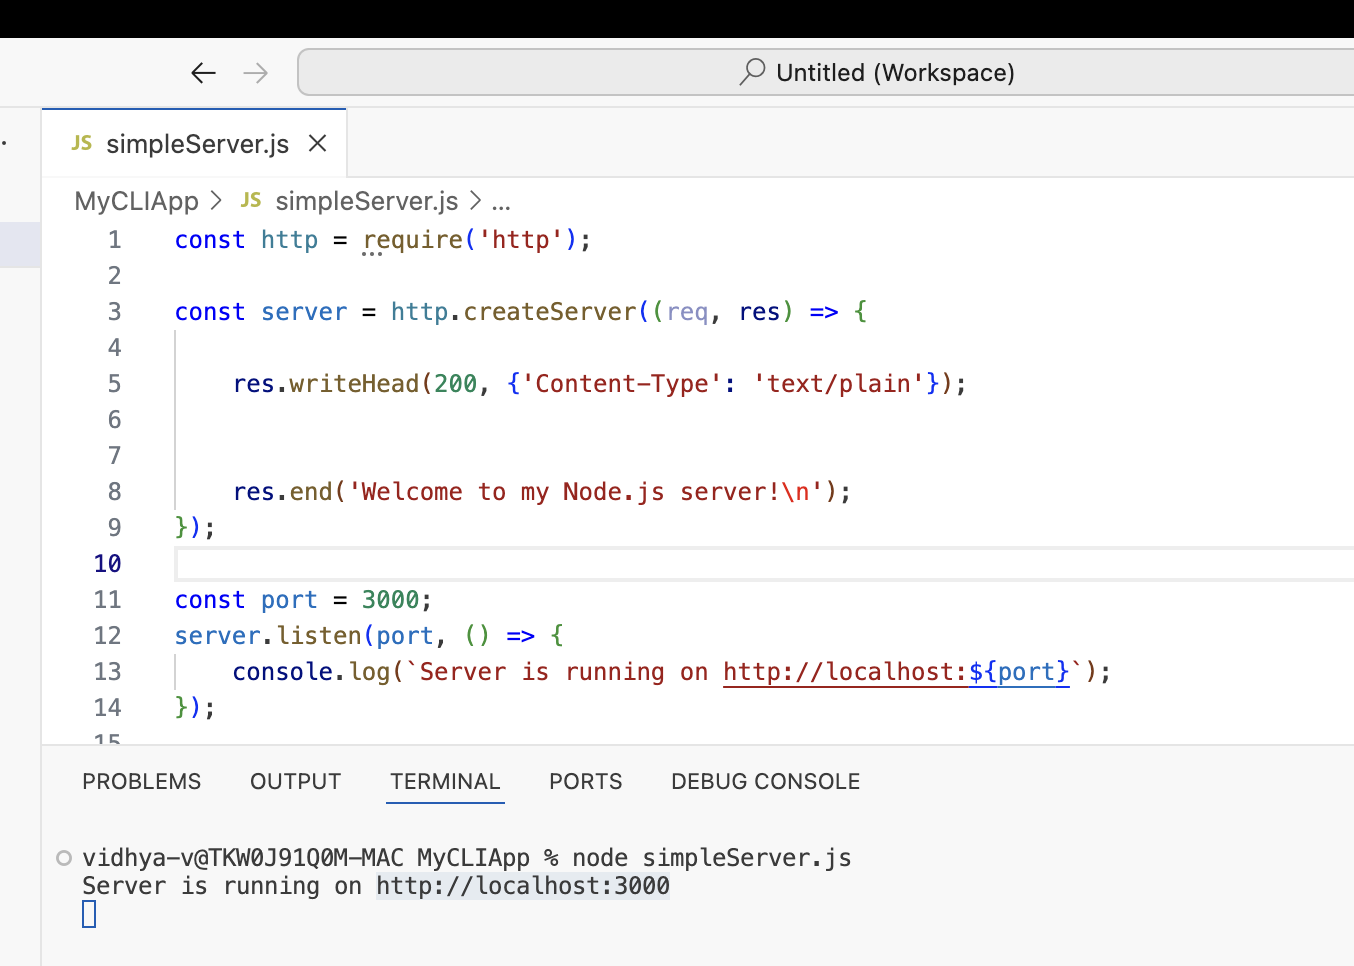 Untitled (Workspace)
JS simpleServer.js
MyCLIApp > JS simpleServer.js > ...
1 const http = require('http');
2
3 const server = http.createServer((req, res) => {
4
5     res.writeHead(200, {'Content-Type': 'text/plain'});
6
7
8     res.end('Welcome to my Node.js server!\n');
9 });
10
11 const port = 3000;
12 server.listen(port, () => {
13     console.log(`Server is running on http://localhost:${port}`);
14 });
15
PROBLEMS OUTPUT TERMINAL PORTS DEBUG CONSOLE
vidhya-v@TKW0J91Q0M-MAC MyCLIApp % node simpleServer.js
Server is running on http://localhost:3000